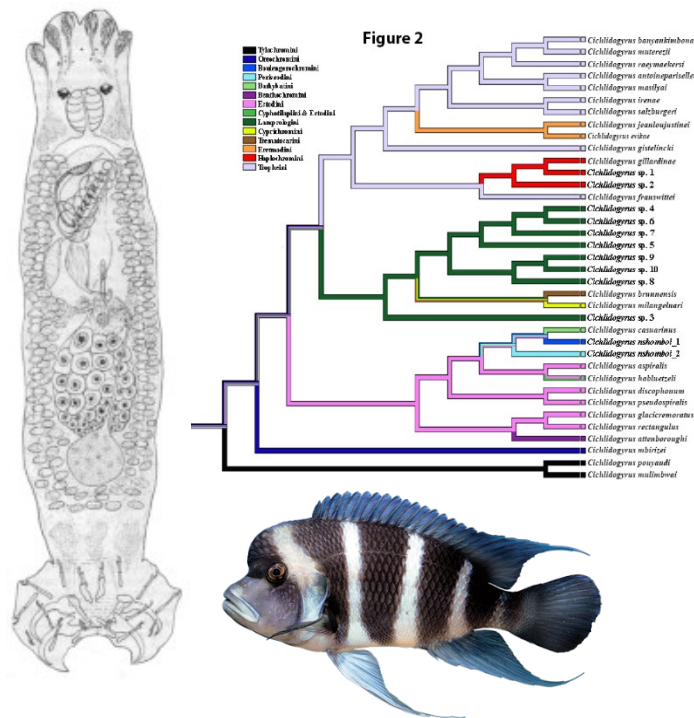 Figure 2
Tylochromini
Oreochromini
Boulengerochromini
Perissodini
Bathybatini
Benthochromini
Ectodini
Cyphotilapiini & Ectodini
Lamprologini
Cyprichromini
Trematocarini
Eretmodini
Haplochromini
Tropheini
Cichlidogyrus banyankimbona
Cichlidogyrus muterezii
Cichlidogyrus raeymaekersi
Cichlidogyrus antoineparisellei
Cichlidogyrus masilyai
Cichlidogyrus irenae
Cichlidogyrus salzburgeri
Cichlidogyrus jeanloujustinei
Cichlidogyrus evikae
Cichlidogyrus gistelincki
Cichlidogyrus gillardinae
Cichlidogyrus sp. 1
Cichlidogyrus sp. 2
Cichlidogyrus franswittei
Cichlidogyrus sp. 4
Cichlidogyrus sp. 6
Cichlidogyrus sp. 7
Cichlidogyrus sp. 5
Cichlidogyrus sp. 9
Cichlidogyrus sp. 10
Cichlidogyrus sp. 8
Cichlidogyrus brunnensis
Cichlidogyrus milangelnari
Cichlidogyrus sp. 3
Cichlidogyrus casuarinus
Cichlidogyrus nshomboi_1
Cichlidogyrus nshomboi_2
Cichlidogyrus aspiralis
Cichlidogyrus habluetzeli
Cichlidogyrus discophonum
Cichlidogyrus pseudospiralis
Cichlidogyrus glacicremoratus
Cichlidogyrus rectangulus
Cichlidogyrus attenboroughi
Cichlidogyrus mbirizei
Cichlidogyrus pouyaudi
Cichlidogyrus mulimbwai